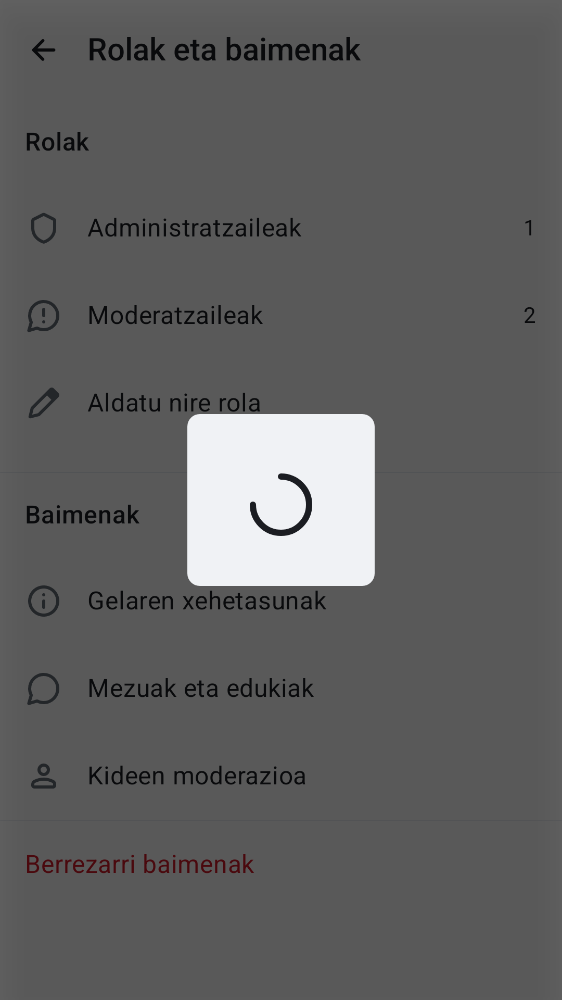 Rolak eta baimenak
Rolak
Administratzaileak 1
Moderatzaileak 2
Aldatu nire rola
Baimenak
Gelaren xehetasunak
Mezuak eta edukiak
Kideen moderazioa
Berrezarri baimenak